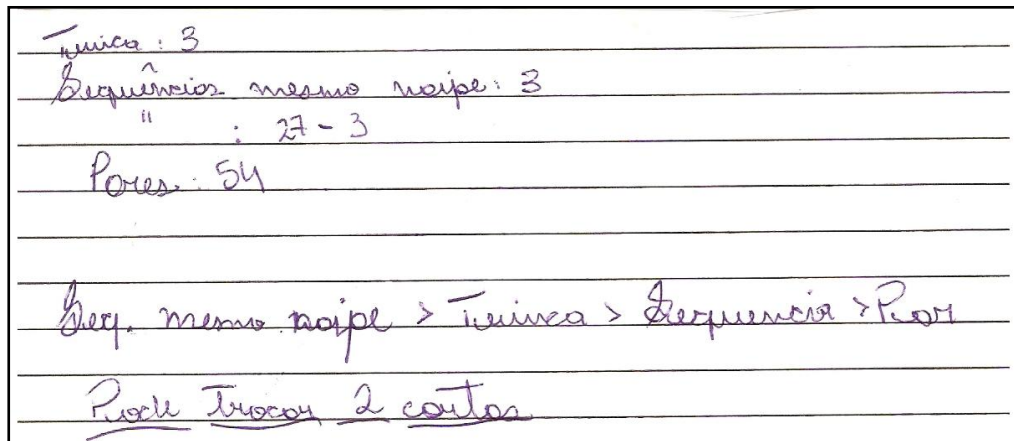 Trinca : 3
Sequências mesmo naipe: 3
" : 27 - 3
Pares: 54
Seq. mesmo naipe > Trinca > Sequencia > Par
Pode Trocar 2 cartas